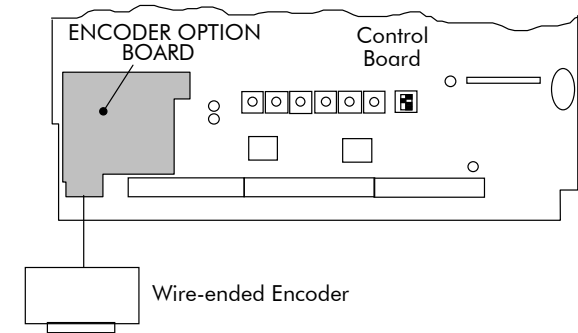 ENCODER OPTION
BOARD
Control
Board
Wire-ended Encoder